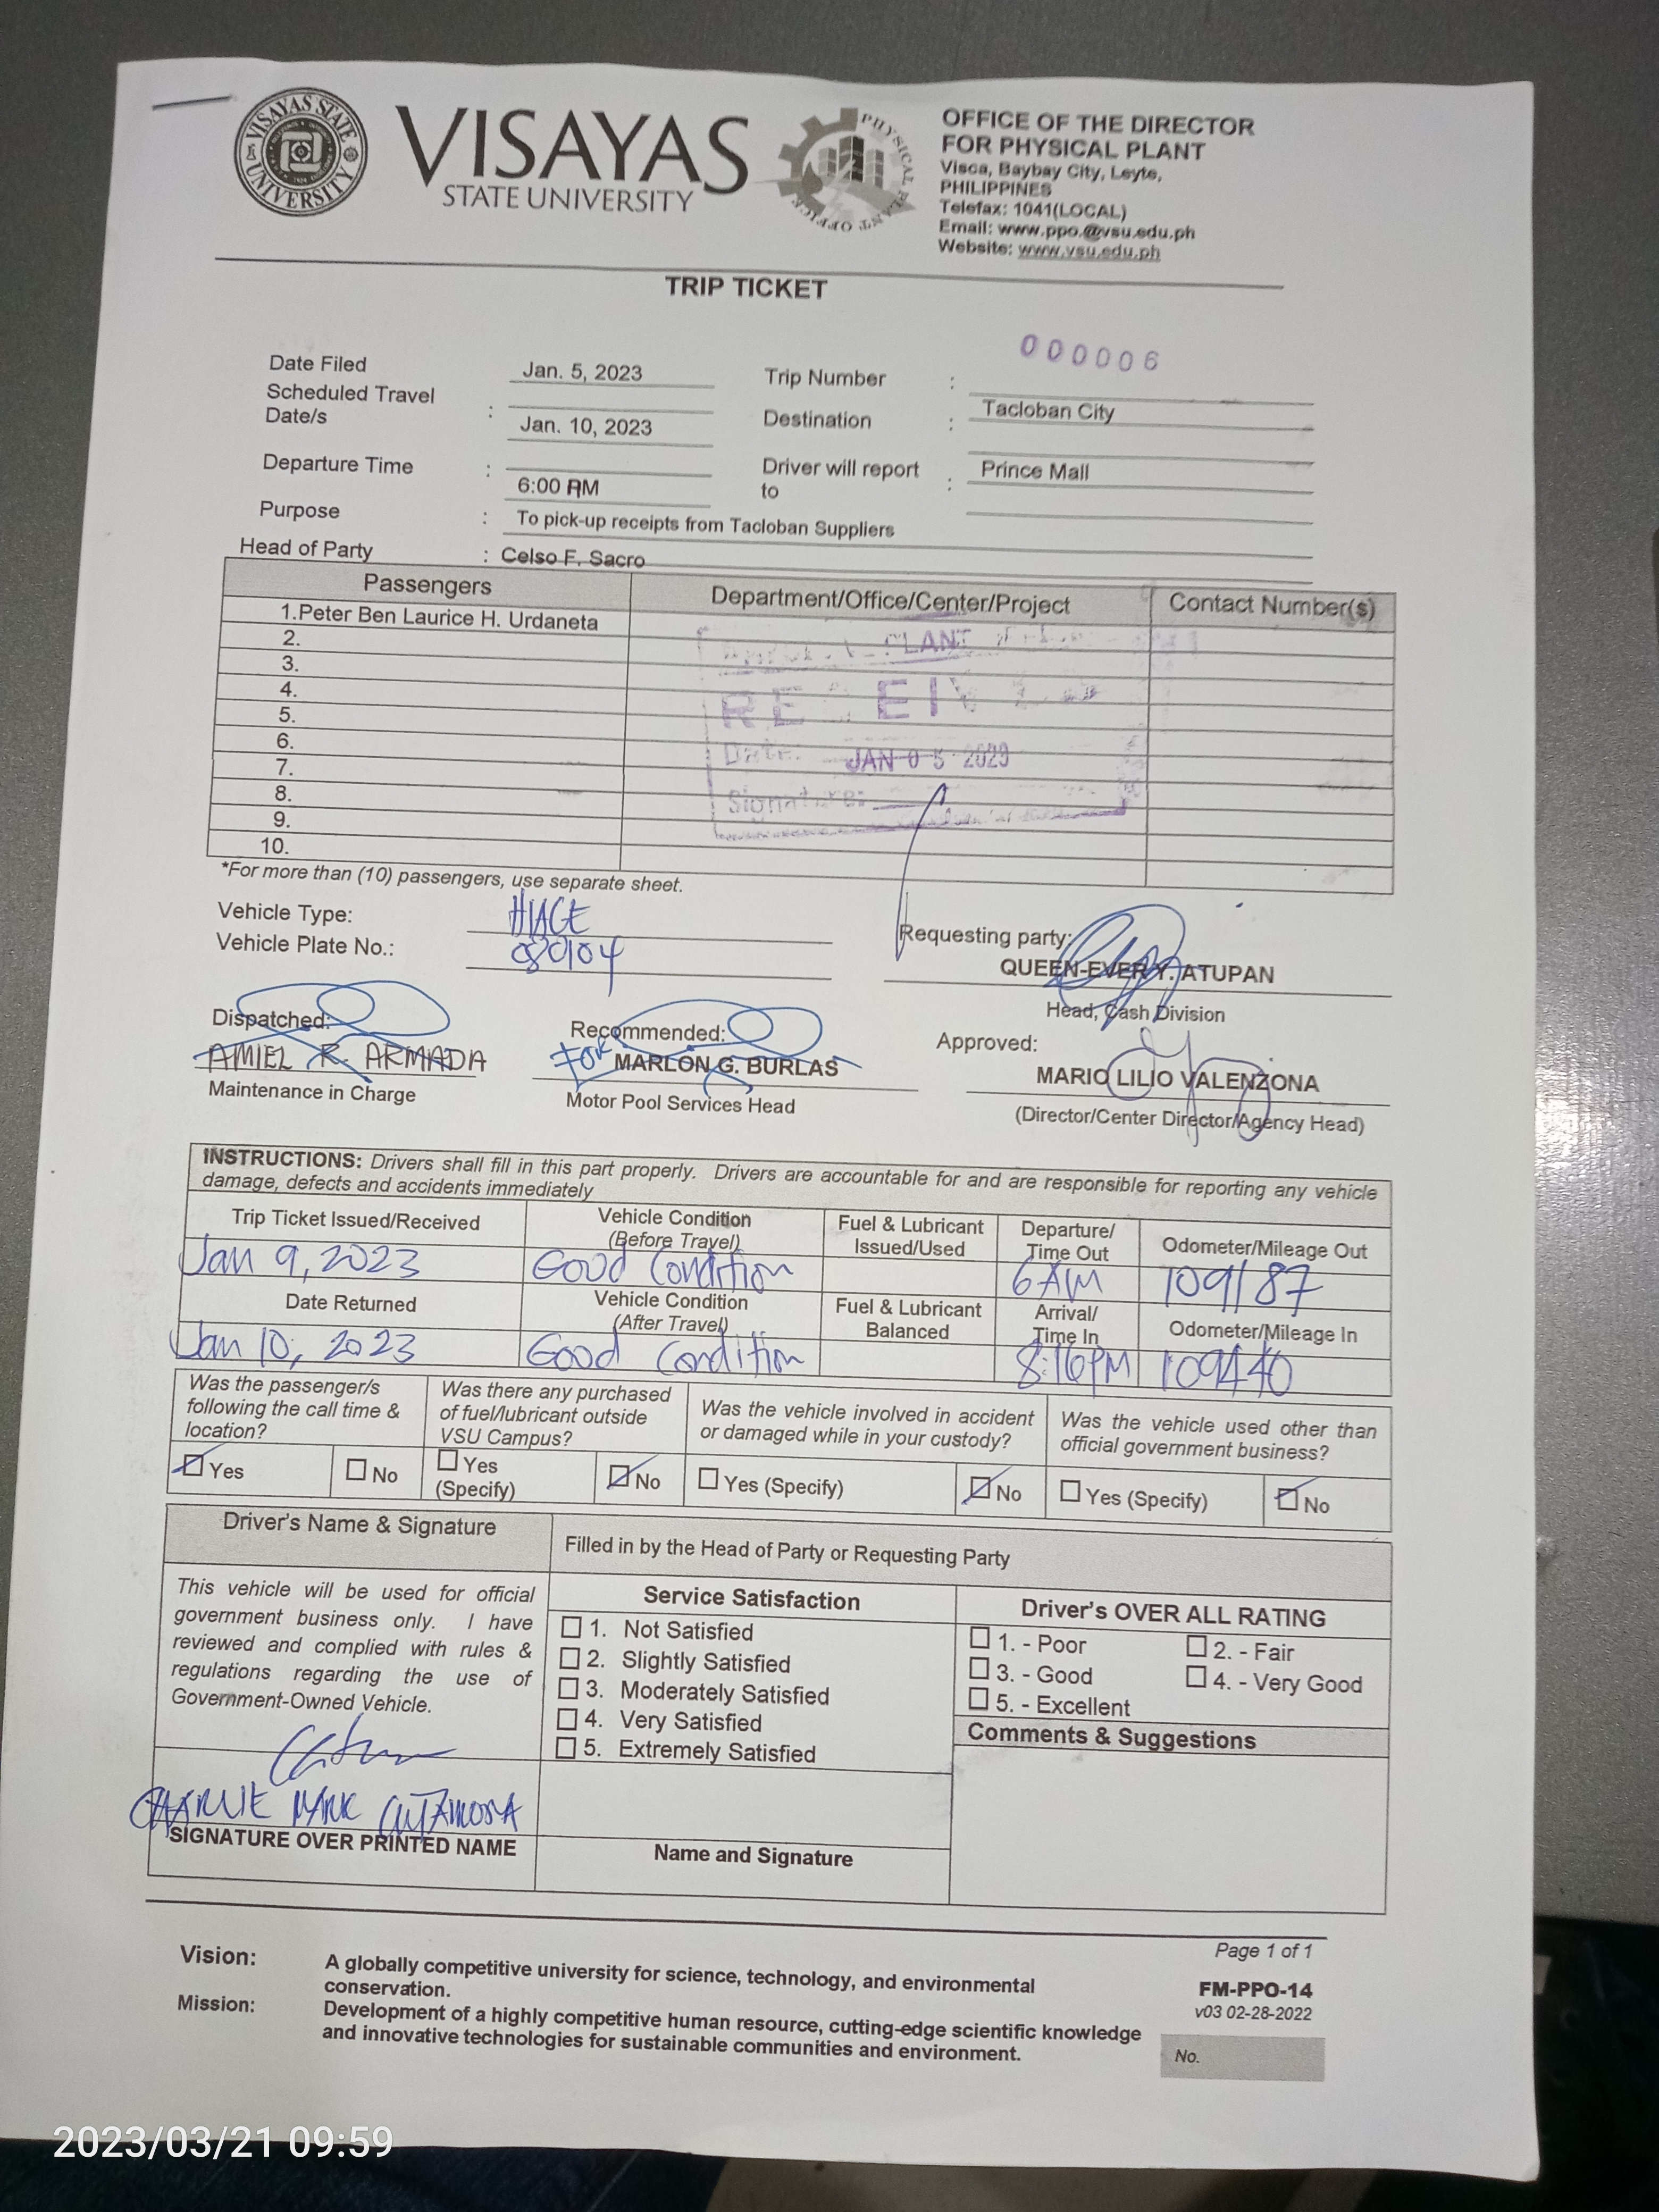 VISAYAS STATE UNIVERSITY
VISAYAS
STATE UNIVERSITY
PHYSICAL PLANT OFFICE
OFFICE OF THE DIRECTOR
FOR PHYSICAL PLANT
Visca, Baybay City, Leyte,
PHILIPPINES
Telefax: 1041(LOCAL)
Email: www.ppo.@vsu.edu.ph
Website: www.vsu.edu.ph
TRIP TICKET
000006
Date Filed Jan. 5, 2023 Trip Number :
Scheduled Travel
Date/s : Jan. 10, 2023 Destination : Tacloban City
Departure Time : 6:00 AM Driver will report
to : Prince Mall
Purpose : To pick-up receipts from Tacloban Suppliers
Head of Party : Celso F. Sacro
Passengers Department/Office/Center/Project Contact Number(s)
1.Peter Ben Laurice H. Urdaneta
2.
3.
4.
5.
6.
7.
8.
9.
10.
PLANT
RECEIVED
Date: JAN 05 2023
Signature:
*For more than (10) passengers, use separate sheet.
Vehicle Type: HIACE
Vehicle Plate No.:
Requesting party:
QUEEN-EVER Y. ATUPAN
Head, Cash Division
Dispatched:
AMIEL R. ARMADA
Maintenance in Charge
Recommended:
FOR MARLON G. BURLAS
Motor Pool Services Head
Approved:
MARIO LILIO VALENZONA
(Director/Center Director/Agency Head)
INSTRUCTIONS: Drivers shall fill in this part properly. Drivers are accountable for and are responsible for reporting any vehicle
damage, defects and accidents immediately
Trip Ticket Issued/Received Vehicle Condition
(Before Travel) Fuel & Lubricant
Issued/Used Departure/
Time Out Odometer/Mileage Out
Jan 9, 2023 Good Condition 6 AM 109187
Date Returned Vehicle Condition
(After Travel) Fuel & Lubricant
Balanced Arrival/
Time In Odometer/Mileage In
Jan 10, 2023 Good Condition 8:16PM 109440
Was the passenger/s
following the call time &
location?
Was there any purchased
of fuel/lubricant outside
VSU Campus?
Was the vehicle involved in accident
or damaged while in your custody?
Was the vehicle used other than
official government business?
Yes No Yes
(Specify) No Yes (Specify) No Yes (Specify) No
Driver's Name & Signature
Filled in by the Head of Party or Requesting Party
This vehicle will be used for official
government business only. I have
reviewed and complied with rules &
regulations regarding the use of
Government-Owned Vehicle.
CHARLIE MARK
SIGNATURE OVER PRINTED NAME
Service Satisfaction
1. Not Satisfied
2. Slightly Satisfied
3. Moderately Satisfied
4. Very Satisfied
5. Extremely Satisfied
Name and Signature
Driver's OVER ALL RATING
1. - Poor 2. - Fair
3. - Good 4. - Very Good
5. - Excellent
Comments & Suggestions
Vision: A globally competitive university for science, technology, and environmental
conservation.
Mission: Development of a highly competitive human resource, cutting-edge scientific knowledge
and innovative technologies for sustainable communities and environment.
Page 1 of 1
FM-PPO-14
v03 02-28-2022
No.
2023/03/21 09:59